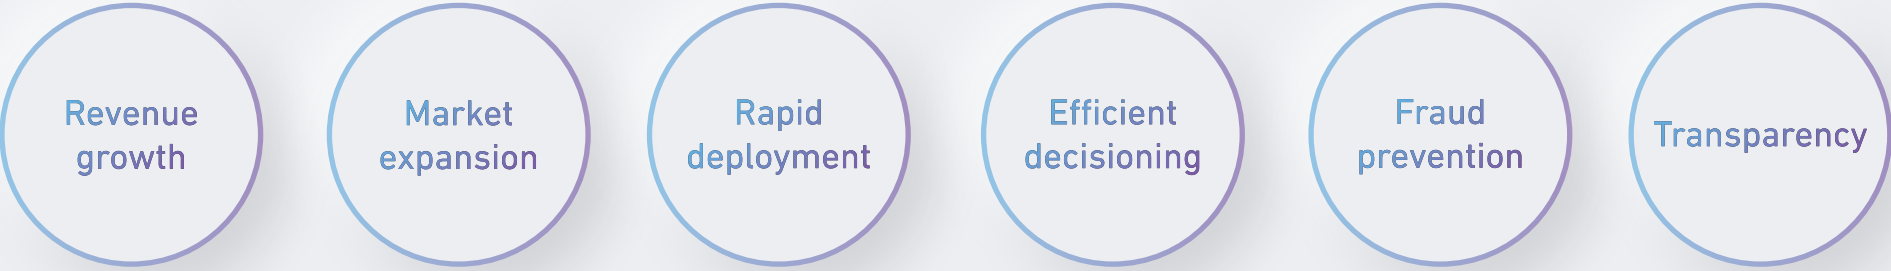 Revenue
growth
Market
expansion
Rapid
deployment
Efficient
decisioning
Fraud
prevention
Transparency